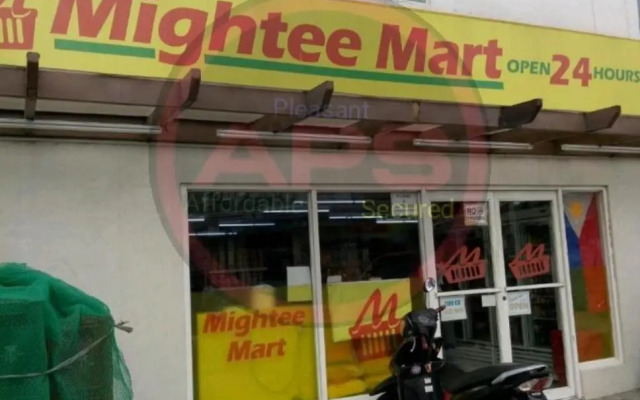 Mightee Mart OPEN 24 HOURS
Pleasant
APS
Affordable Secured
Mightee
Mart